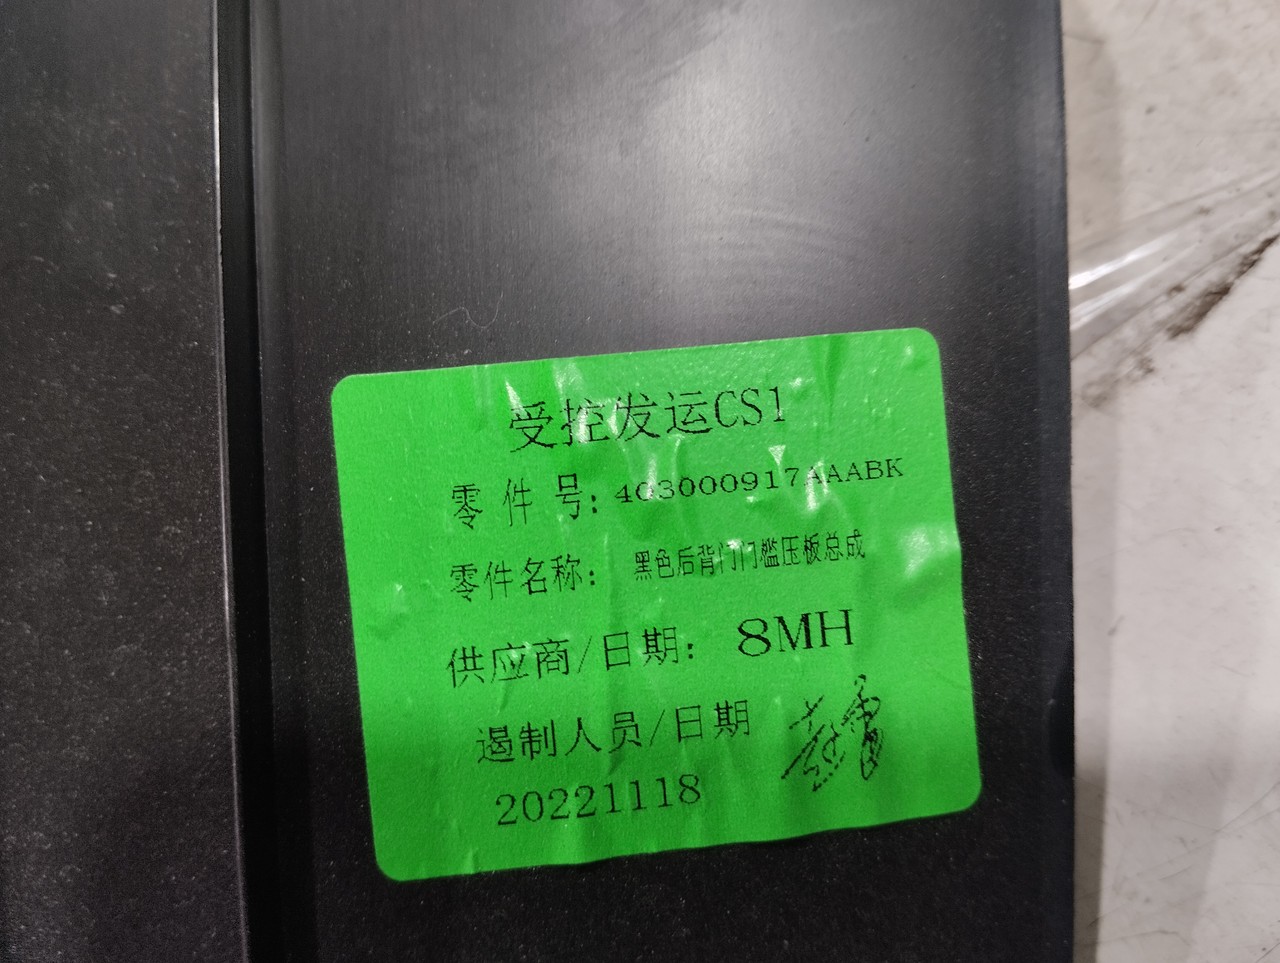 受控发运CS1
零 件 号: 403000917AAABK
零件名称: 黑色后背门门槛压板总成
供应商/日期: 8MH
遏制人员/日期
20221118